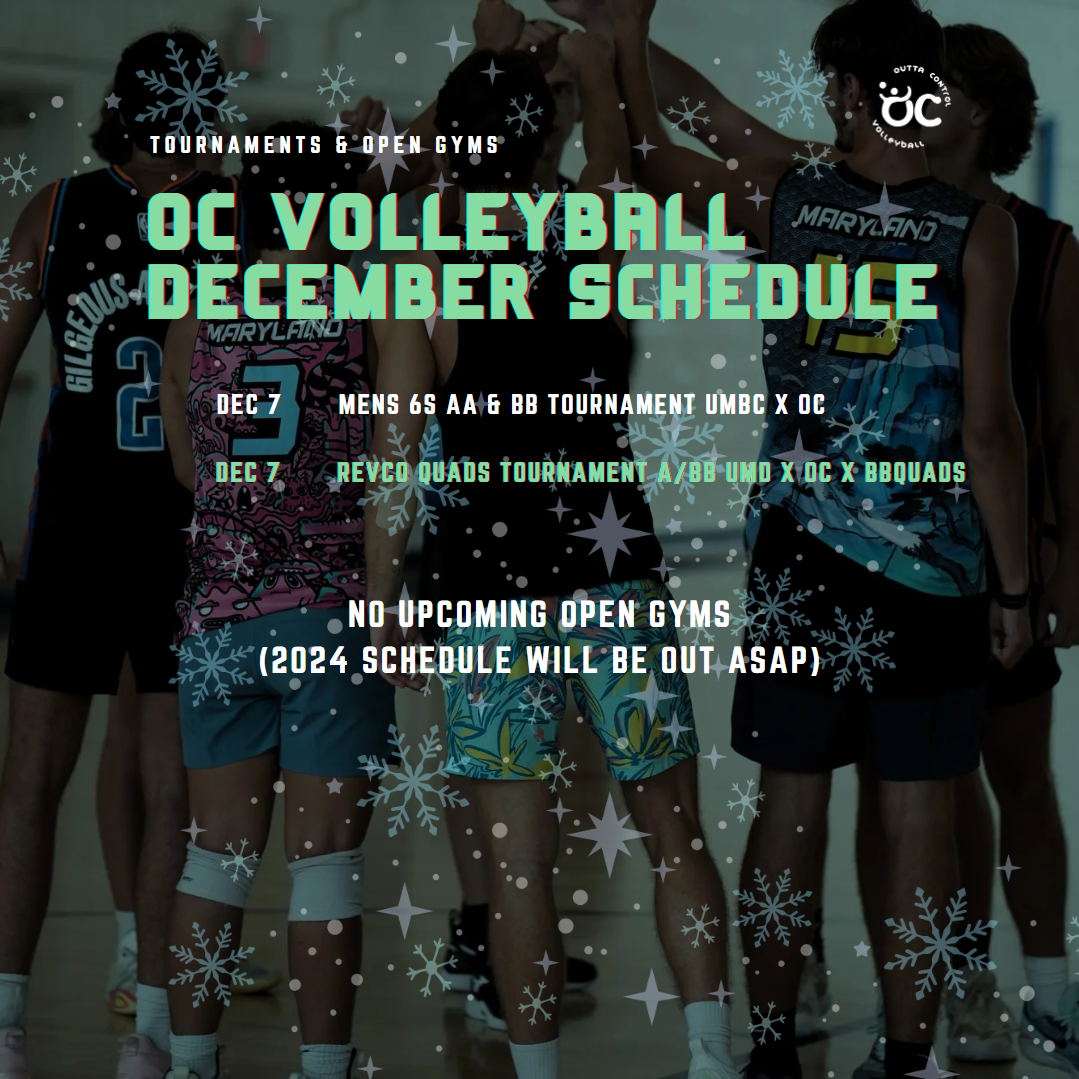 OUTTA CONTROL
OC
VOLLEYBALL
TOURNAMENTS & OPEN GYMS
OC VOLLEYBALL
DECEMBER SCHEDULE
MARYLAND
15
GILGEOUS-A
2
MARYLAND
3
DEC 7 MENS 6S AA & BB TOURNAMENT UMBC X OC
DEC 7 REVCO QUADS TOURNAMENT A/BB UMD X OC X BBQUADS
NO UPCOMING OPEN GYMS
(2024 SCHEDULE WILL BE OUT ASAP)